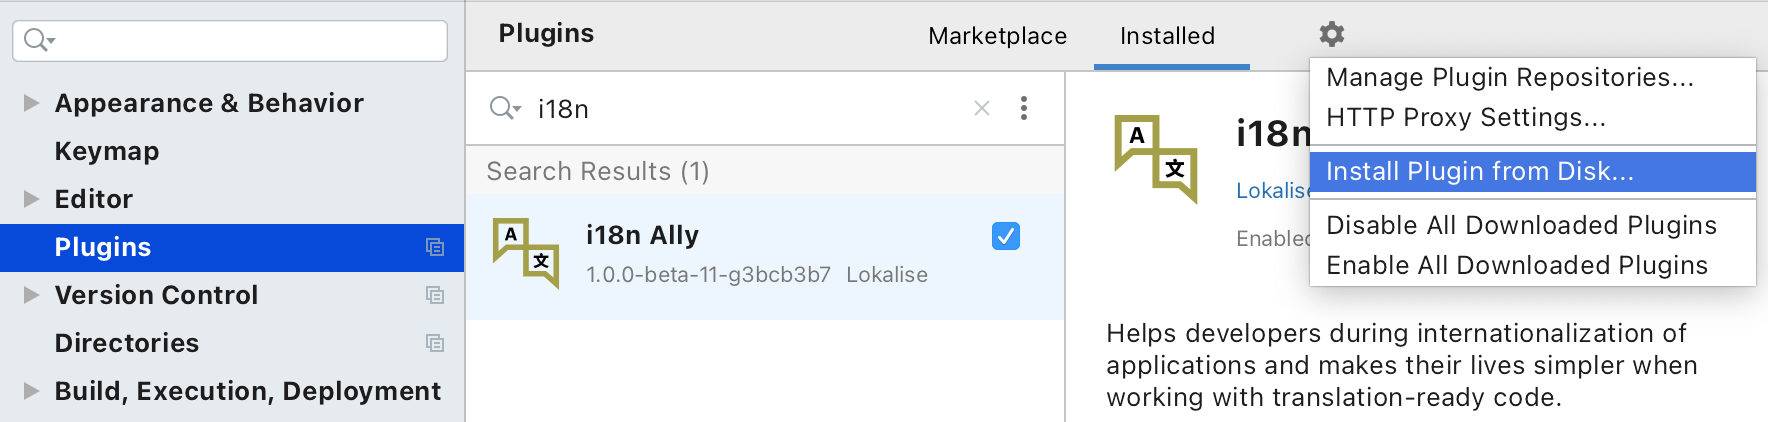 Plugins
Marketplace
Installed
Appearance & Behavior
Keymap
Editor
Plugins
Version Control
Directories
Build, Execution, Deployment
i18n
Search Results (1)
A
文
i18n Ally
1.0.0-beta-11-g3bcb3b7 Lokalise
A
文
i18n
Lokalise
Enabled
Manage Plugin Repositories...
HTTP Proxy Settings...
Install Plugin from Disk...
Disable All Downloaded Plugins
Enable All Downloaded Plugins
Helps developers during internationalization of
applications and makes their lives simpler when
working with translation-ready code.